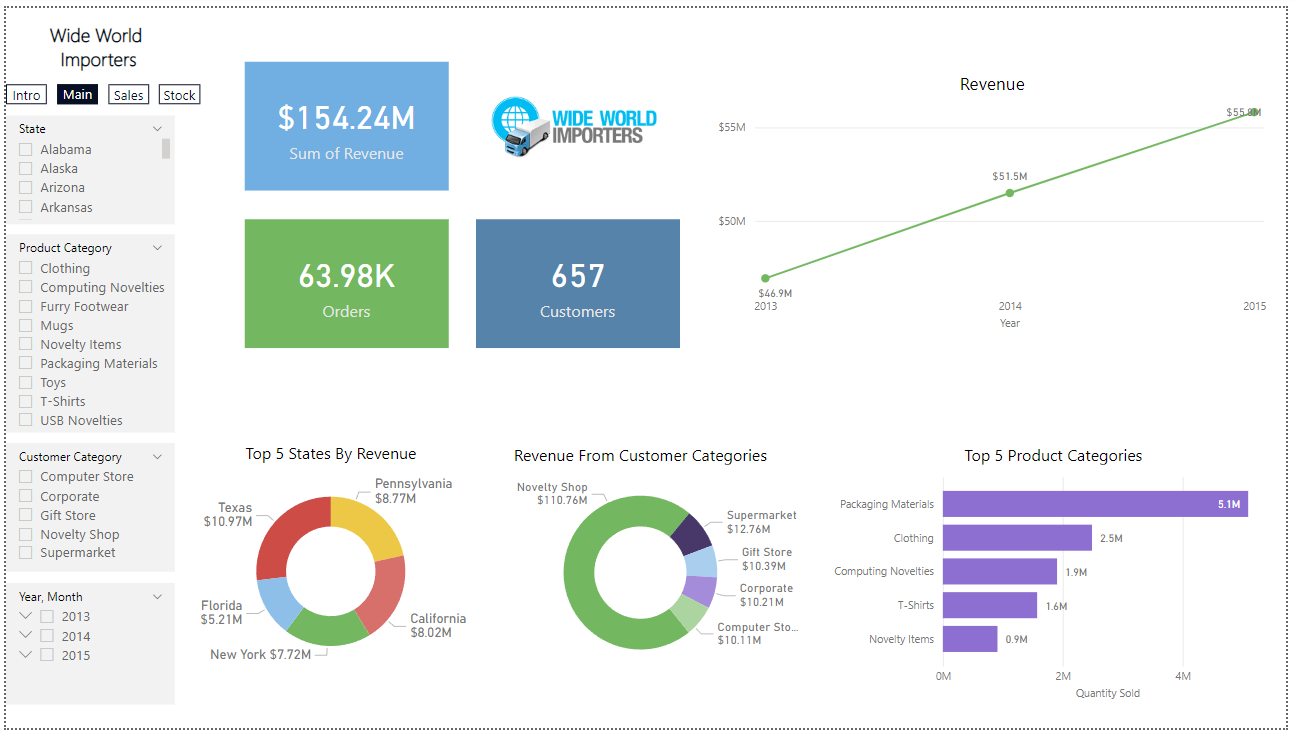 Wide World
Importers
Intro
Main
Sales
Stock
State
Alabama
Alaska
Arizona
Arkansas
Product Category
Clothing
Computing Novelties
Furry Footwear
Mugs
Novelty Items
Packaging Materials
Toys
T-Shirts
USB Novelties
Customer Category
Computer Store
Corporate
Gift Store
Novelty Shop
Supermarket
Year, Month
2013
2014
2015
$154.24M
Sum of Revenue
WIDE WORLD
IMPORTERS
63.98K
Orders
657
Customers
Revenue
$55M
$50M
$46.9M
$51.5M
$55.8M
2013
2014
2015
Year
Top 5 States By Revenue
Pennsylvania
$8.77M
Texas
$10.97M
Florida
$5.21M
California
$8.02M
New York $7.72M
Revenue From Customer Categories
Novelty Shop
$110.76M
Supermarket
$12.76M
Gift Store
$10.39M
Corporate
$10.21M
Computer Sto...
$10.11M
Top 5 Product Categories
Packaging Materials
5.1M
Clothing
2.5M
Computing Novelties
1.9M
T-Shirts
1.6M
Novelty Items
0.9M
0M
2M
4M
Quantity Sold